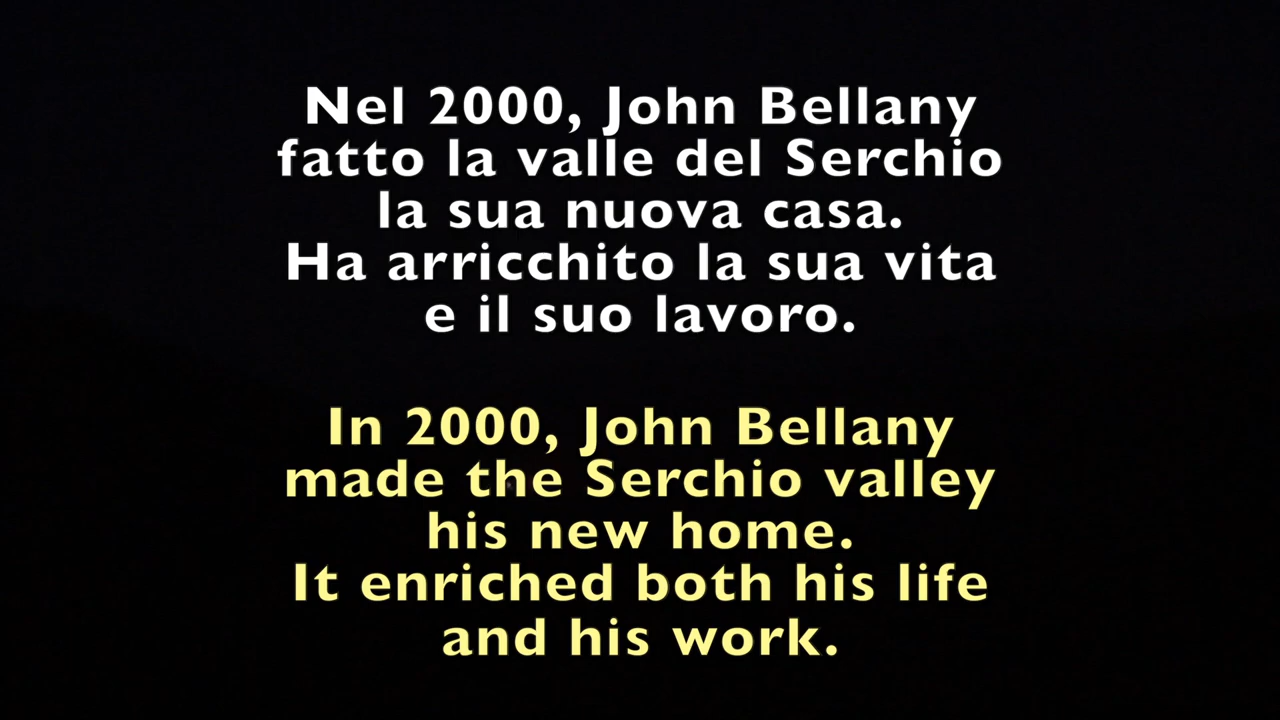 Nel 2000, John Bellany
fatto la valle del Serchio
la sua nuova casa.
Ha arricchito la sua vita
e il suo lavoro.
In 2000, John Bellany
made the Serchio valley
his new home.
It enriched both his life
and his work.